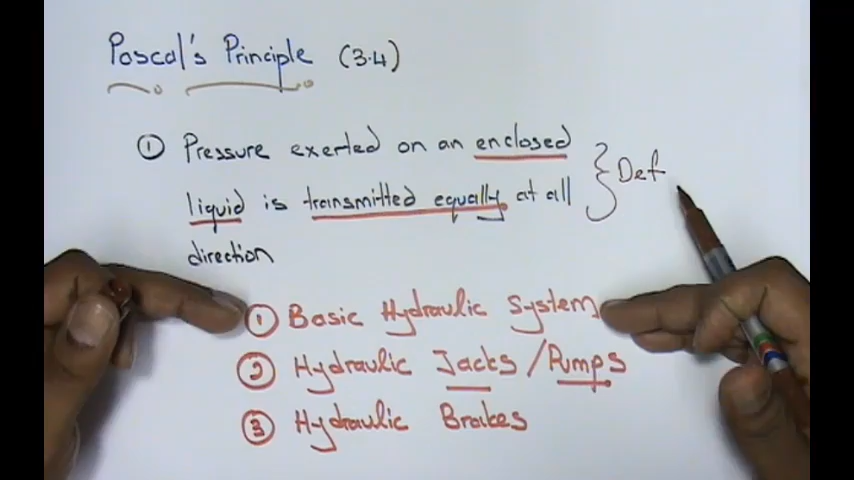 Pascal's Principle (3.4)
① Pressure exerted on an enclosed
liquid is transmitted equally at all
direction
} Def
① Basic Hydraulic System
② Hydraulic Jacks / Pumps
③ Hydraulic Brakes